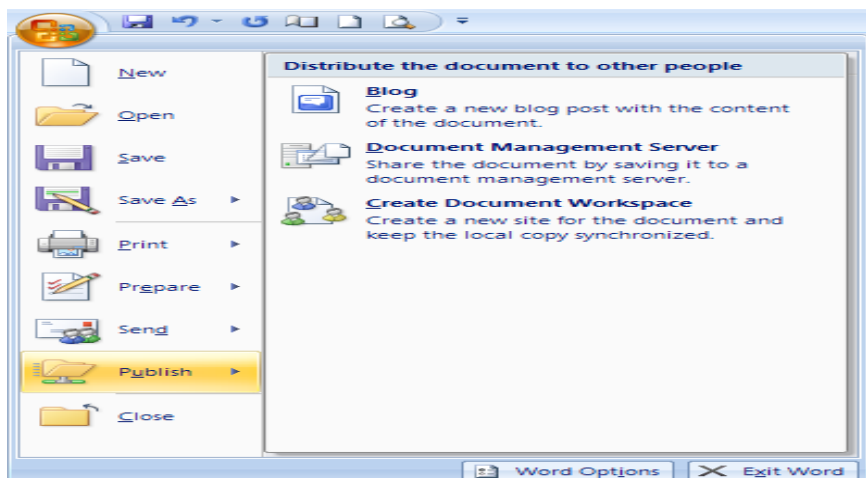 New
Open
Save
Save As
Print
Prepare
Send
Publish
Close
Distribute the document to other people
Blog
Create a new blog post with the content
of the document.
Document Management Server
Share the document by saving it to a
document management server.
Create Document Workspace
Create a new site for the document and
keep the local copy synchronized.
Word Options
Exit Word